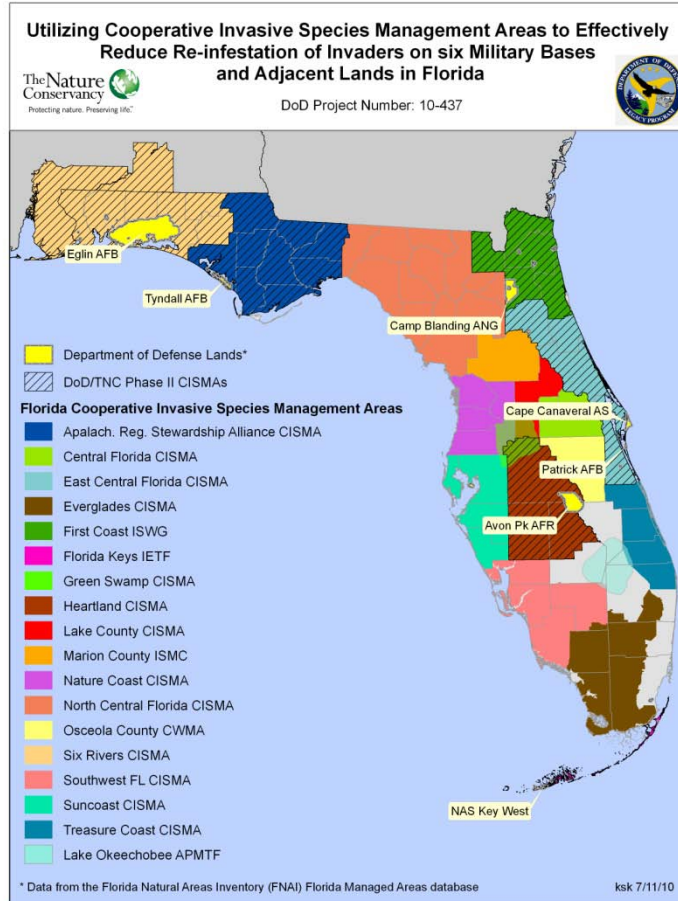 Utilizing Cooperative Invasive Species Management Areas to Effectively
Reduce Re-infestation of Invaders on six Military Bases
and Adjacent Lands in Florida
The Nature
Conservancy
Protecting nature. Preserving life.™
DoD Project Number: 10-437
DEPARTMENT OF DEFENSE
LEGACY PROGRAM
Eglin AFB
Tyndall AFB
Camp Blanding ANG
Cape Canaveral AS
Patrick AFB
Avon Pk AFR
NAS Key West
Department of Defense Lands*
DoD/TNC Phase II CISMAs
Florida Cooperative Invasive Species Management Areas
Apalach. Reg. Stewardship Alliance CISMA
Central Florida CISMA
East Central Florida CISMA
Everglades CISMA
First Coast ISWG
Florida Keys IETF
Green Swamp CISMA
Heartland CISMA
Lake County CISMA
Marion County ISMC
Nature Coast CISMA
North Central Florida CISMA
Osceola County CWMA
Six Rivers CISMA
Southwest FL CISMA
Suncoast CISMA
Treasure Coast CISMA
Lake Okeechobee APMTF
* Data from the Florida Natural Areas Inventory (FNAI) Florida Managed Areas database
ksk 7/11/10